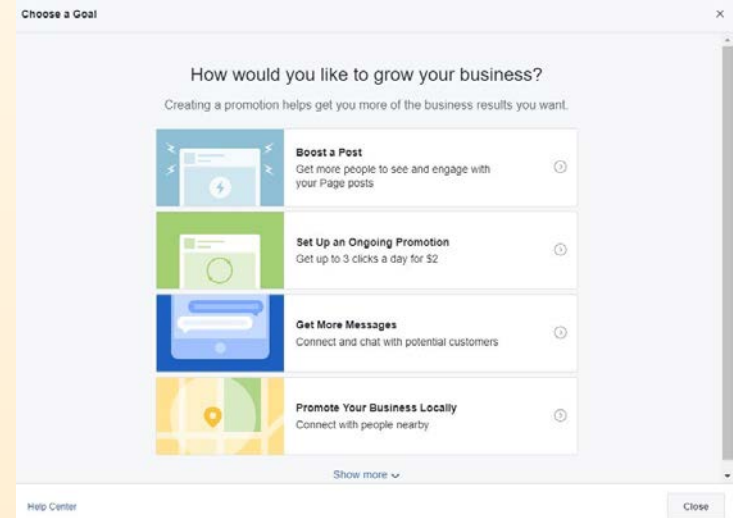 Choose a Goal
How would you like to grow your business?
Creating a promotion helps get you more of the business results you want.
Boost a Post
Get more people to see and engage with
your Page posts
Set Up an Ongoing Promotion
Get up to 3 clicks a day for $2
Get More Messages
Connect and chat with potential customers
Promote Your Business Locally
Connect with people nearby
Show more
Help Center
Close